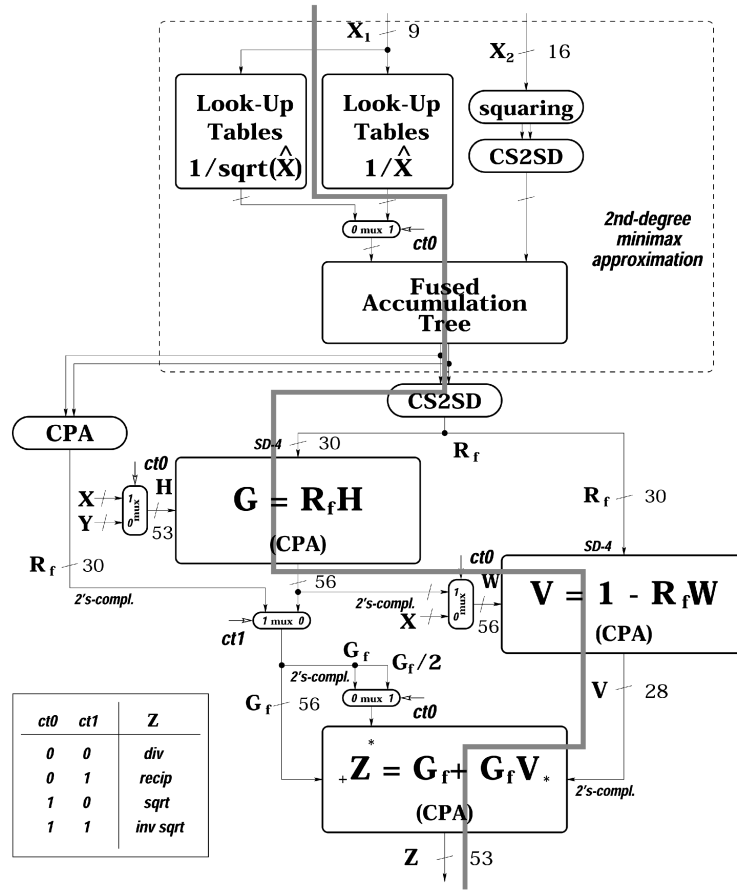 X1 9
X2 16
Look-Up
Tables
1/sqrt(X̂)
Look-Up
Tables
1/X̂
squaring
CS2SD
0 mux 1
ct0
2nd-degree
minimax
approximation
Fused
Accumulation
Tree
CS2SD
CPA
SD-4 30
Rf
ct0
X 1
Y 0
mux
H
53
G = RfH
(CPA)
Rf 30
SD-4
Rf 30
2's-compl.
56
1 mux 0
ct1
2's-compl.
ct0
1
X 0
mux
W
56
V = 1 - RfW
(CPA)
Gf
Gf/2
2's-compl.
0 mux 1
ct0
Gf 56
V 28
+Z* = Gf+ GfV*
(CPA)
2's-compl.
Z 53
ct0 ct1 Z
0 0 div
0 1 recip
1 0 sqrt
1 1 inv sqrt